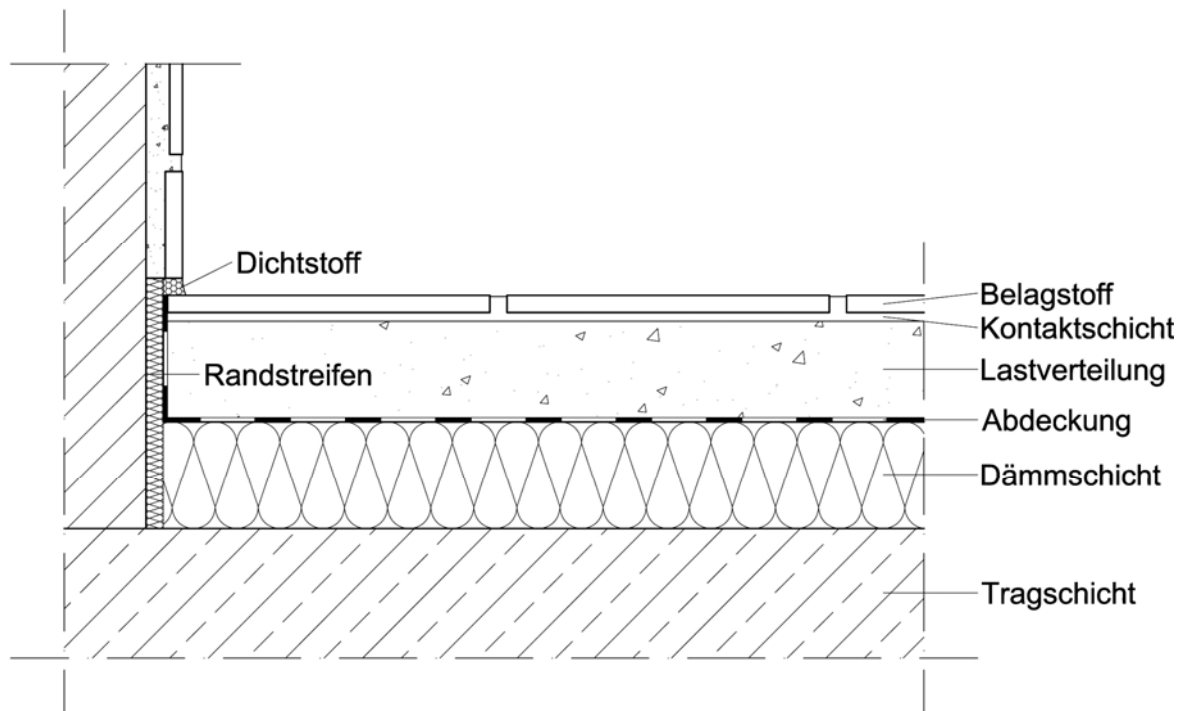 Dichtstoff
Belagstoff
Kontaktschicht
Randstreifen
Lastverteilung
Abdeckung
Dämmschicht
Tragschicht